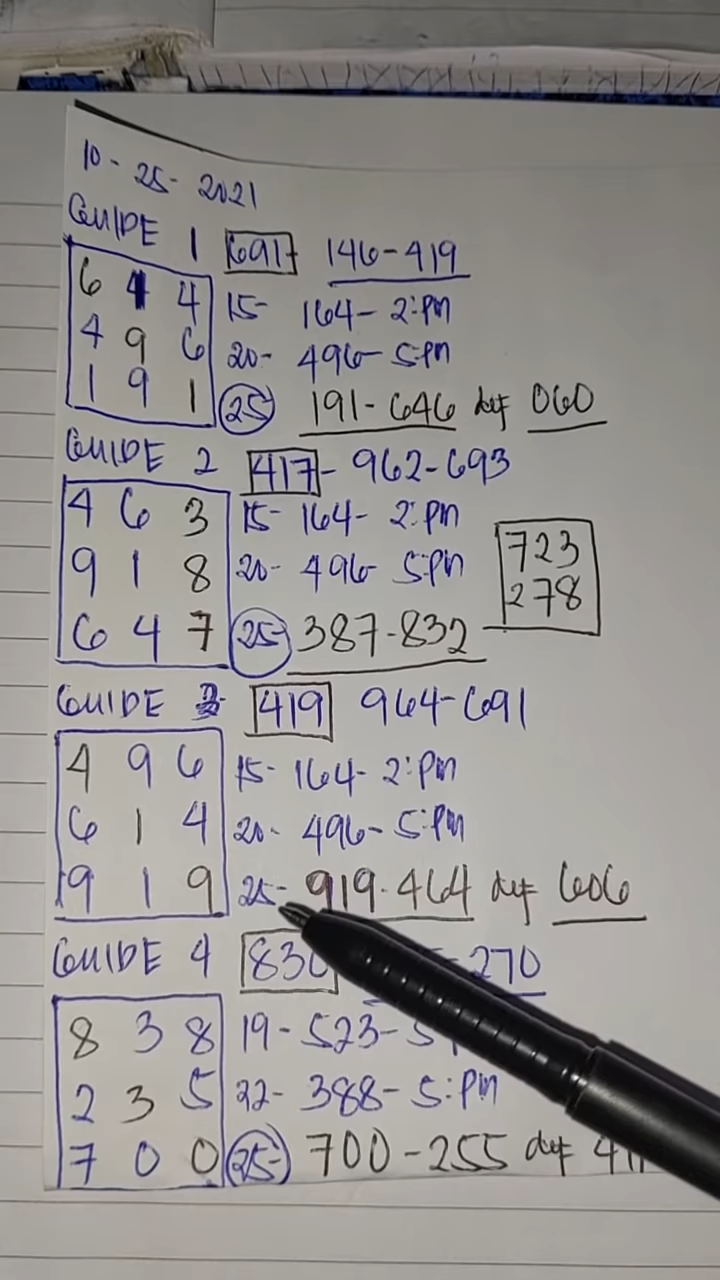 10-25-2021
GUIDE 1 691- 146-419
6 1 4 15- 164- 2:pm
4 9 6 20- 496- 5:pm
1 9 1 25 191-646 def 060
GUIDE 2 417- 962-693
4 6 3 15- 164- 2:pm
9 1 8 20- 496- 5:pm
6 4 7 25- 387-832
723
278
GUIDE 3- 419 964-691
4 9 6 15- 164- 2:pm
6 1 4 20- 496- 5:pm
9 1 9 25- 919-464 def 606
GUIDE 4 830 270
8 3 8 19- 523- 5
2 3 5 22- 388- 5:pm
7 0 0 25- 700-255 def